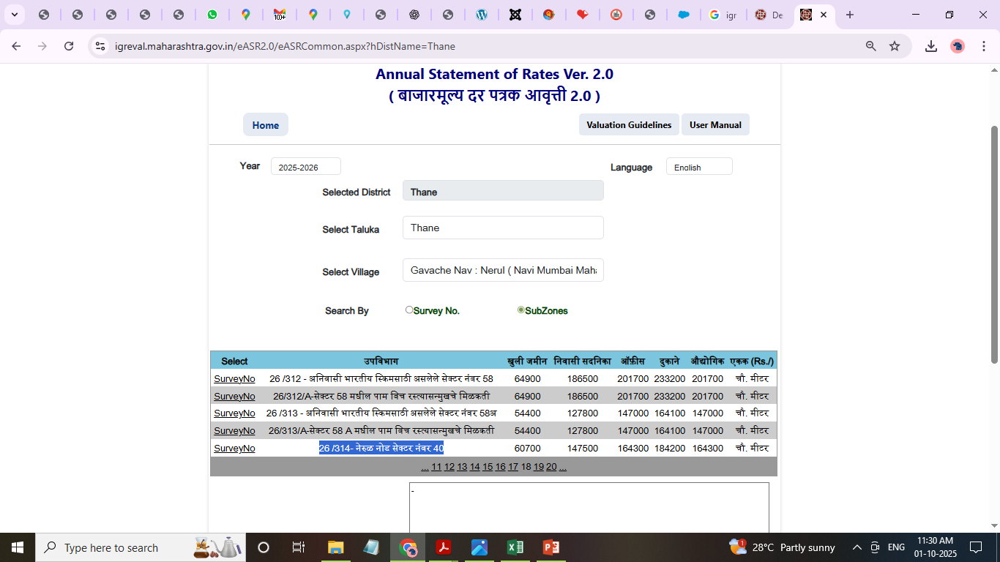 100+
igr
De
igreval.maharashtra.gov.in/eASR2.0/eASRCommon.aspx?hDistName=Thane
Annual Statement of Rates Ver. 2.0
( बाजारमूल्य दर पत्रक आवृत्ती 2.0 )
Home Valuation Guidelines User Manual
Year 2025-2026 Language English
Selected District Thane
Select Taluka Thane
Select Village Gavache Nav : Nerul ( Navi Mumbai Maha
Search By Survey No. SubZones
Select उपविभाग खुली जमीन निवासी सदनिका ऑफ़ीस दुकाने औद्योगिक एकक (Rs./)
SurveyNo 26 /312 - अनिवासी भारतीय स्किमसाठी असलेले सेक्टर नंबर 58 64900 186500 201700 233200 201700 चौ. मीटर
SurveyNo 26/312/A-सेक्टर 58 मधील पाम बिच रस्त्यासन्मुखचे मिळकती 64900 186500 201700 233200 201700 चौ. मीटर
SurveyNo 26 /313 - अनिवासी भारतीय स्किमसाठी असलेले सेक्टर नंबर 58अ 54400 127800 147000 164100 147000 चौ. मीटर
SurveyNo 26/313/A-सेक्टर 58 A मधील पाम बिच रस्त्यासन्मुखचे मिळकती 54400 127800 147000 164100 147000 चौ. मीटर
SurveyNo 26 /314- नेरुळ नोड सेक्टर नंबर 40 60700 147500 164300 184200 164300 चौ. मीटर
... 11 12 13 14 15 16 17 18 19 20 ...
-
Type here to search 1 28°C Partly sunny ENG 11:30 AM
01-10-2025